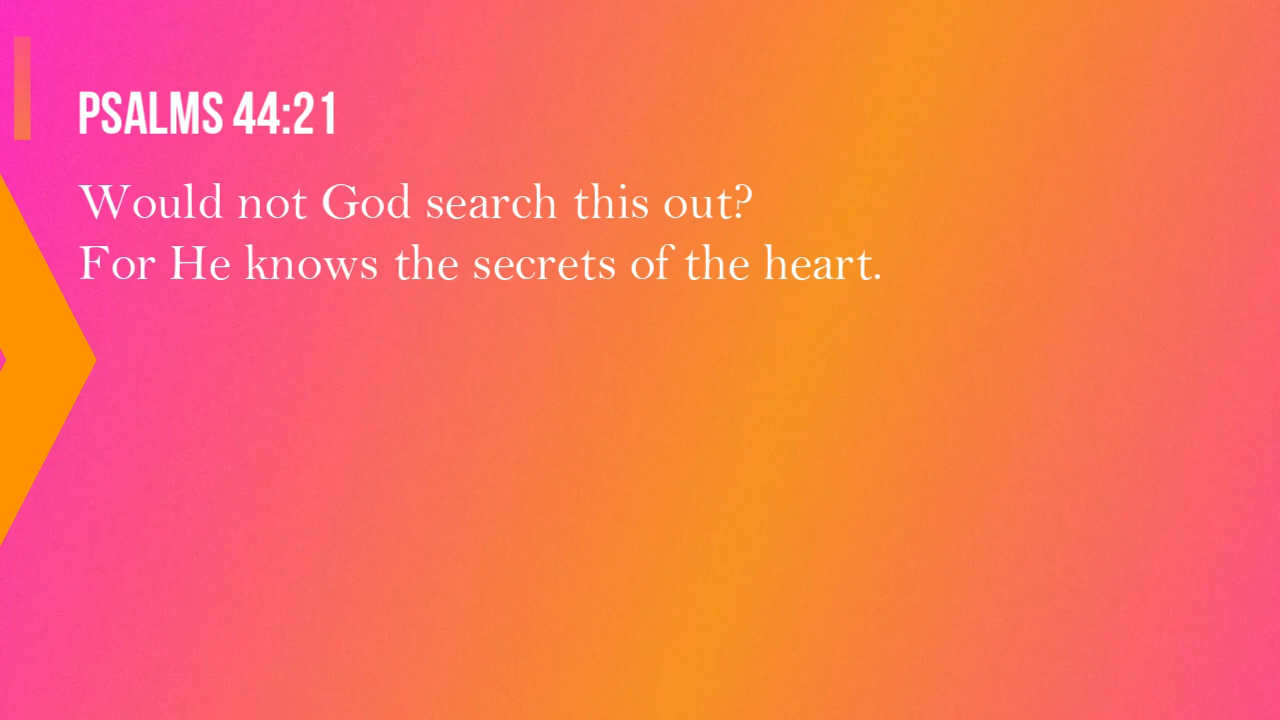 PSALMS 44:21
Would not God search this out?
For He knows the secrets of the heart.